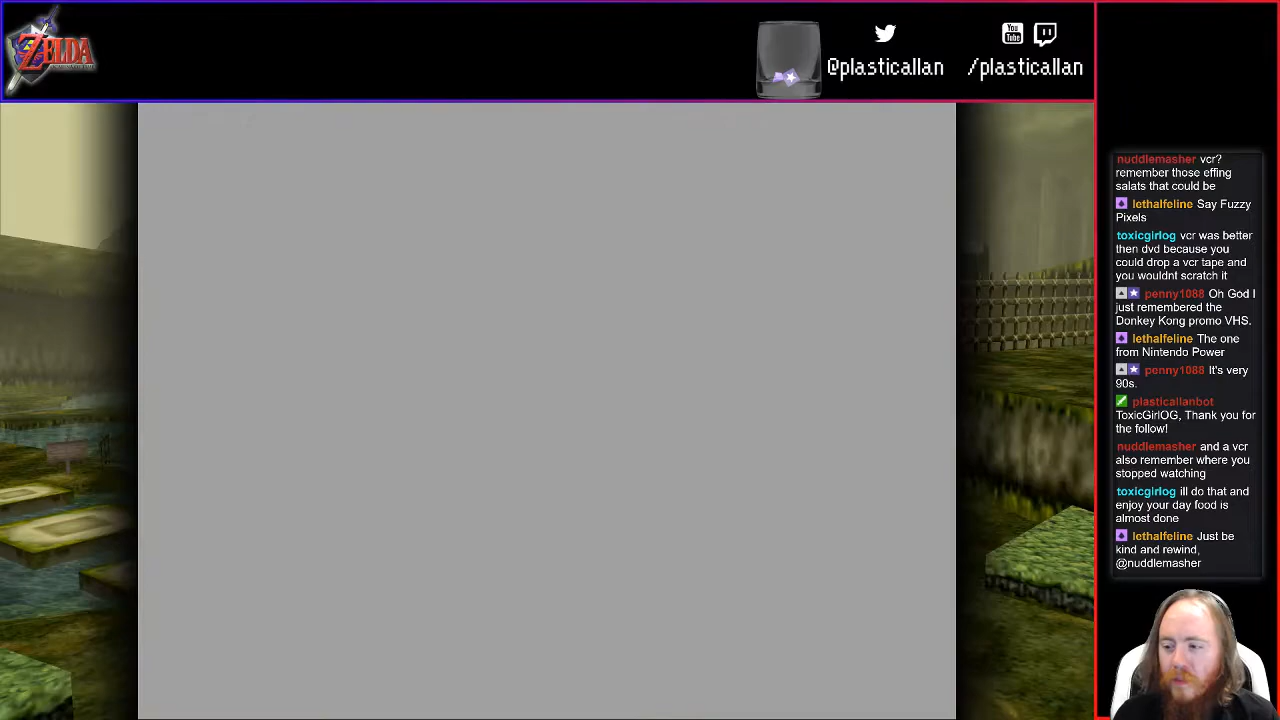 ZELDA
@plasticallan
You
Tube
/plasticallan
nuddlemasher vcr?
remember those effing
salats that could be
lethalfeline Say Fuzzy
Pixels
toxicgirlog vcr was better
then dvd because you
could drop a vcr tape and
you wouldnt scratch it
penny1088 Oh God I
just remembered the
Donkey Kong promo VHS.
lethalfeline The one
from Nintendo Power
penny1088 It's very
90s.
plasticallanbot
ToxicGirlOG, Thank you for
the follow!
nuddlemasher and a vcr
also remember where you
stopped watching
toxicgirlog ill do that and
enjoy your day food is
almost done
lethalfeline Just be
kind and rewind,
@nuddlemasher